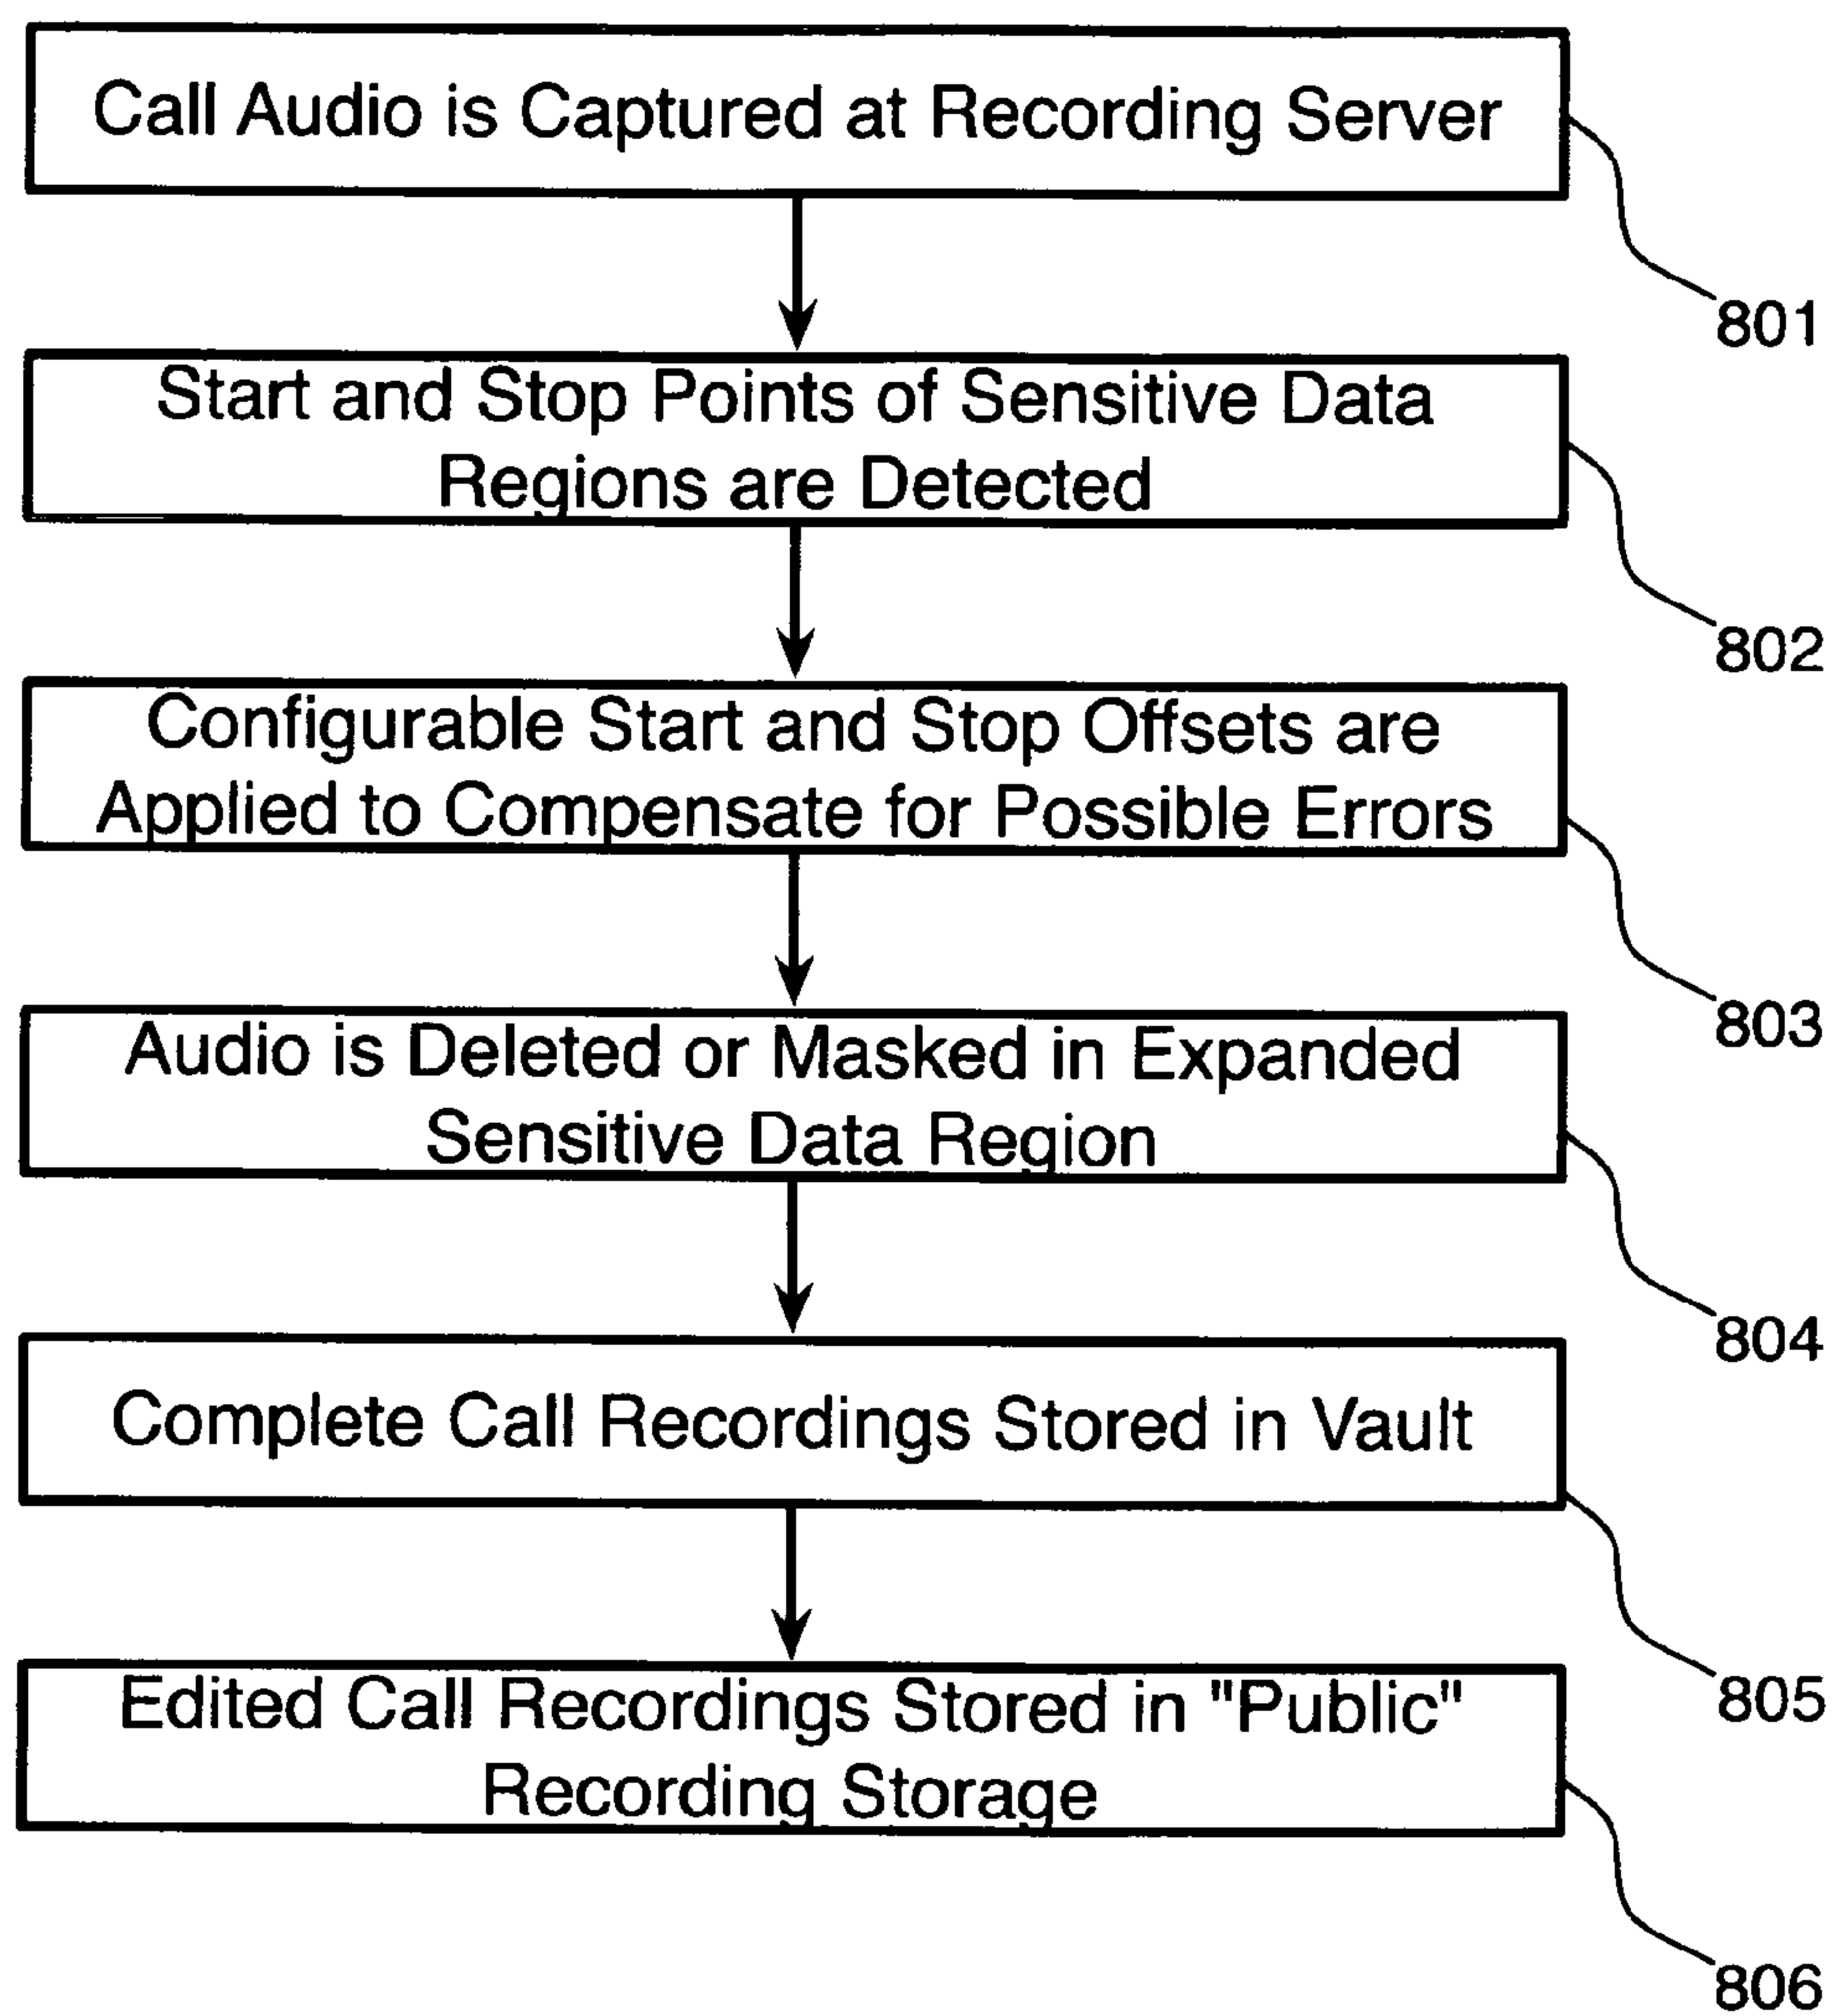 Call Audio is Captured at Recording Server
801
Start and Stop Points of Sensitive Data
Regions are Detected
802
Configurable Start and Stop Offsets are
Applied to Compensate for Possible Errors
803
Audio is Deleted or Masked in Expanded
Sensitive Data Region
804
Complete Call Recordings Stored in Vault
805
Edited Call Recordings Stored in "Public"
Recording Storage
806